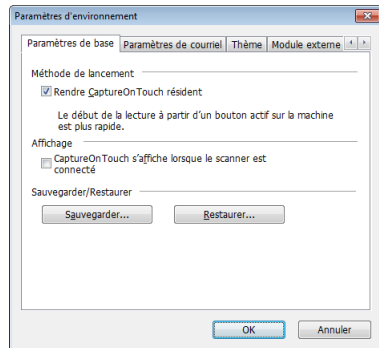 Paramètres d'environnement
Paramètres de base
Paramètres de courriel
Thème
Module externe
Méthode de lancement
Rendre CaptureOnTouch résident
Le début de la lecture à partir d'un bouton actif sur la machine
est plus rapide.
Affichage
CaptureOnTouch s'affiche lorsque le scanner est
connecté
Sauvegarder/Restaurer
Sauvegarder...
Restaurer...
OK
Annuler